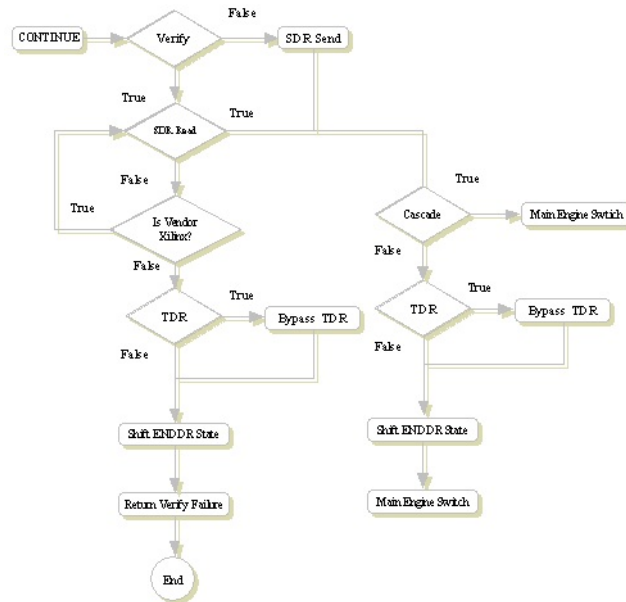 False
CONTINUE
Verify
SDR Send
True
True
SDR Read
False
True
True
Is Vendor
Xilinx?
Cascade
Main Engine Swtich
False
False
True
True
TDR
Bypass TDR
TDR
Bypass TDR
False
False
Shift ENDDR State
Shift ENDDR State
Return Verify Failure
Main Engine Switch
End